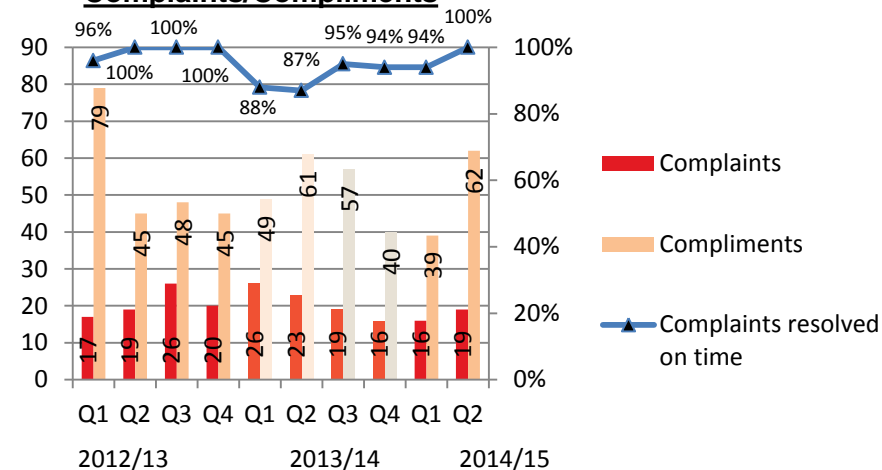 Complaints/Compliments
96% 100% 100% 100% 88% 87% 95% 94% 94% 100%
90 100%
80
70 80%
60
50 60%
40 40%
30
20 20%
10
0 0%
79 45 48 45 49 61 57 40 39 62
17 19 26 20 26 23 19 16 16 19
Q1 Q2 Q3 Q4 Q1 Q2 Q3 Q4 Q1 Q2
2012/13 2013/14 2014/15
Complaints
Compliments
Complaints resolved
on time